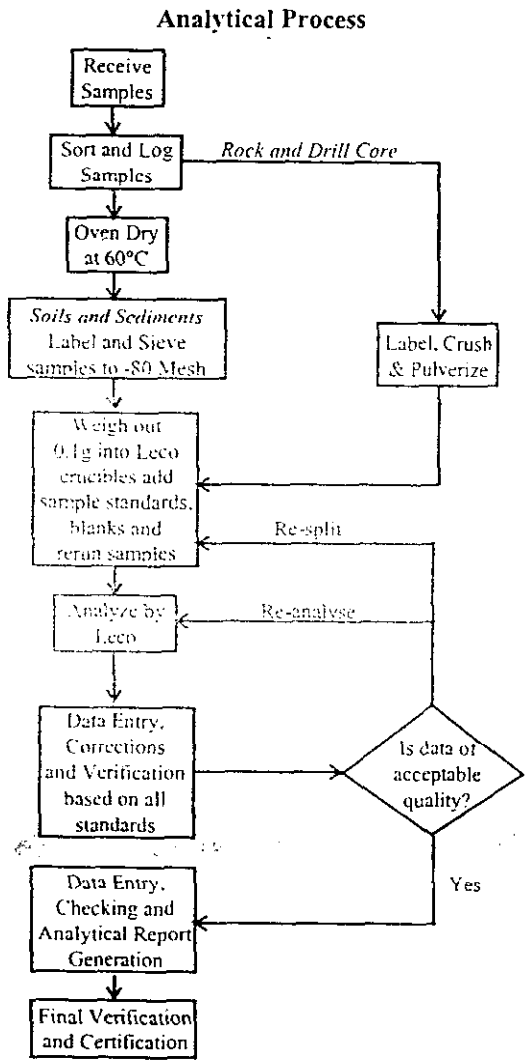 Analytical Process
Receive
Samples
Sort and Log
Samples
Rock and Drill Core
Oven Dry
at 60°C
Soils and Sediments
Label and Sieve
samples to -80 Mesh
Label, Crush
& Pulverize
Weigh out
0.1g into Leco
crucibles add
sample standards,
blanks and
rerun samples
Re-split
Analyze by
Leco
Re-analyse
Data Entry,
Corrections
and Verification
based on all
standards
Is data of
acceptable
quality?
Yes
Data Entry,
Checking and
Analytical Report
Generation
Final Verification
and Certification